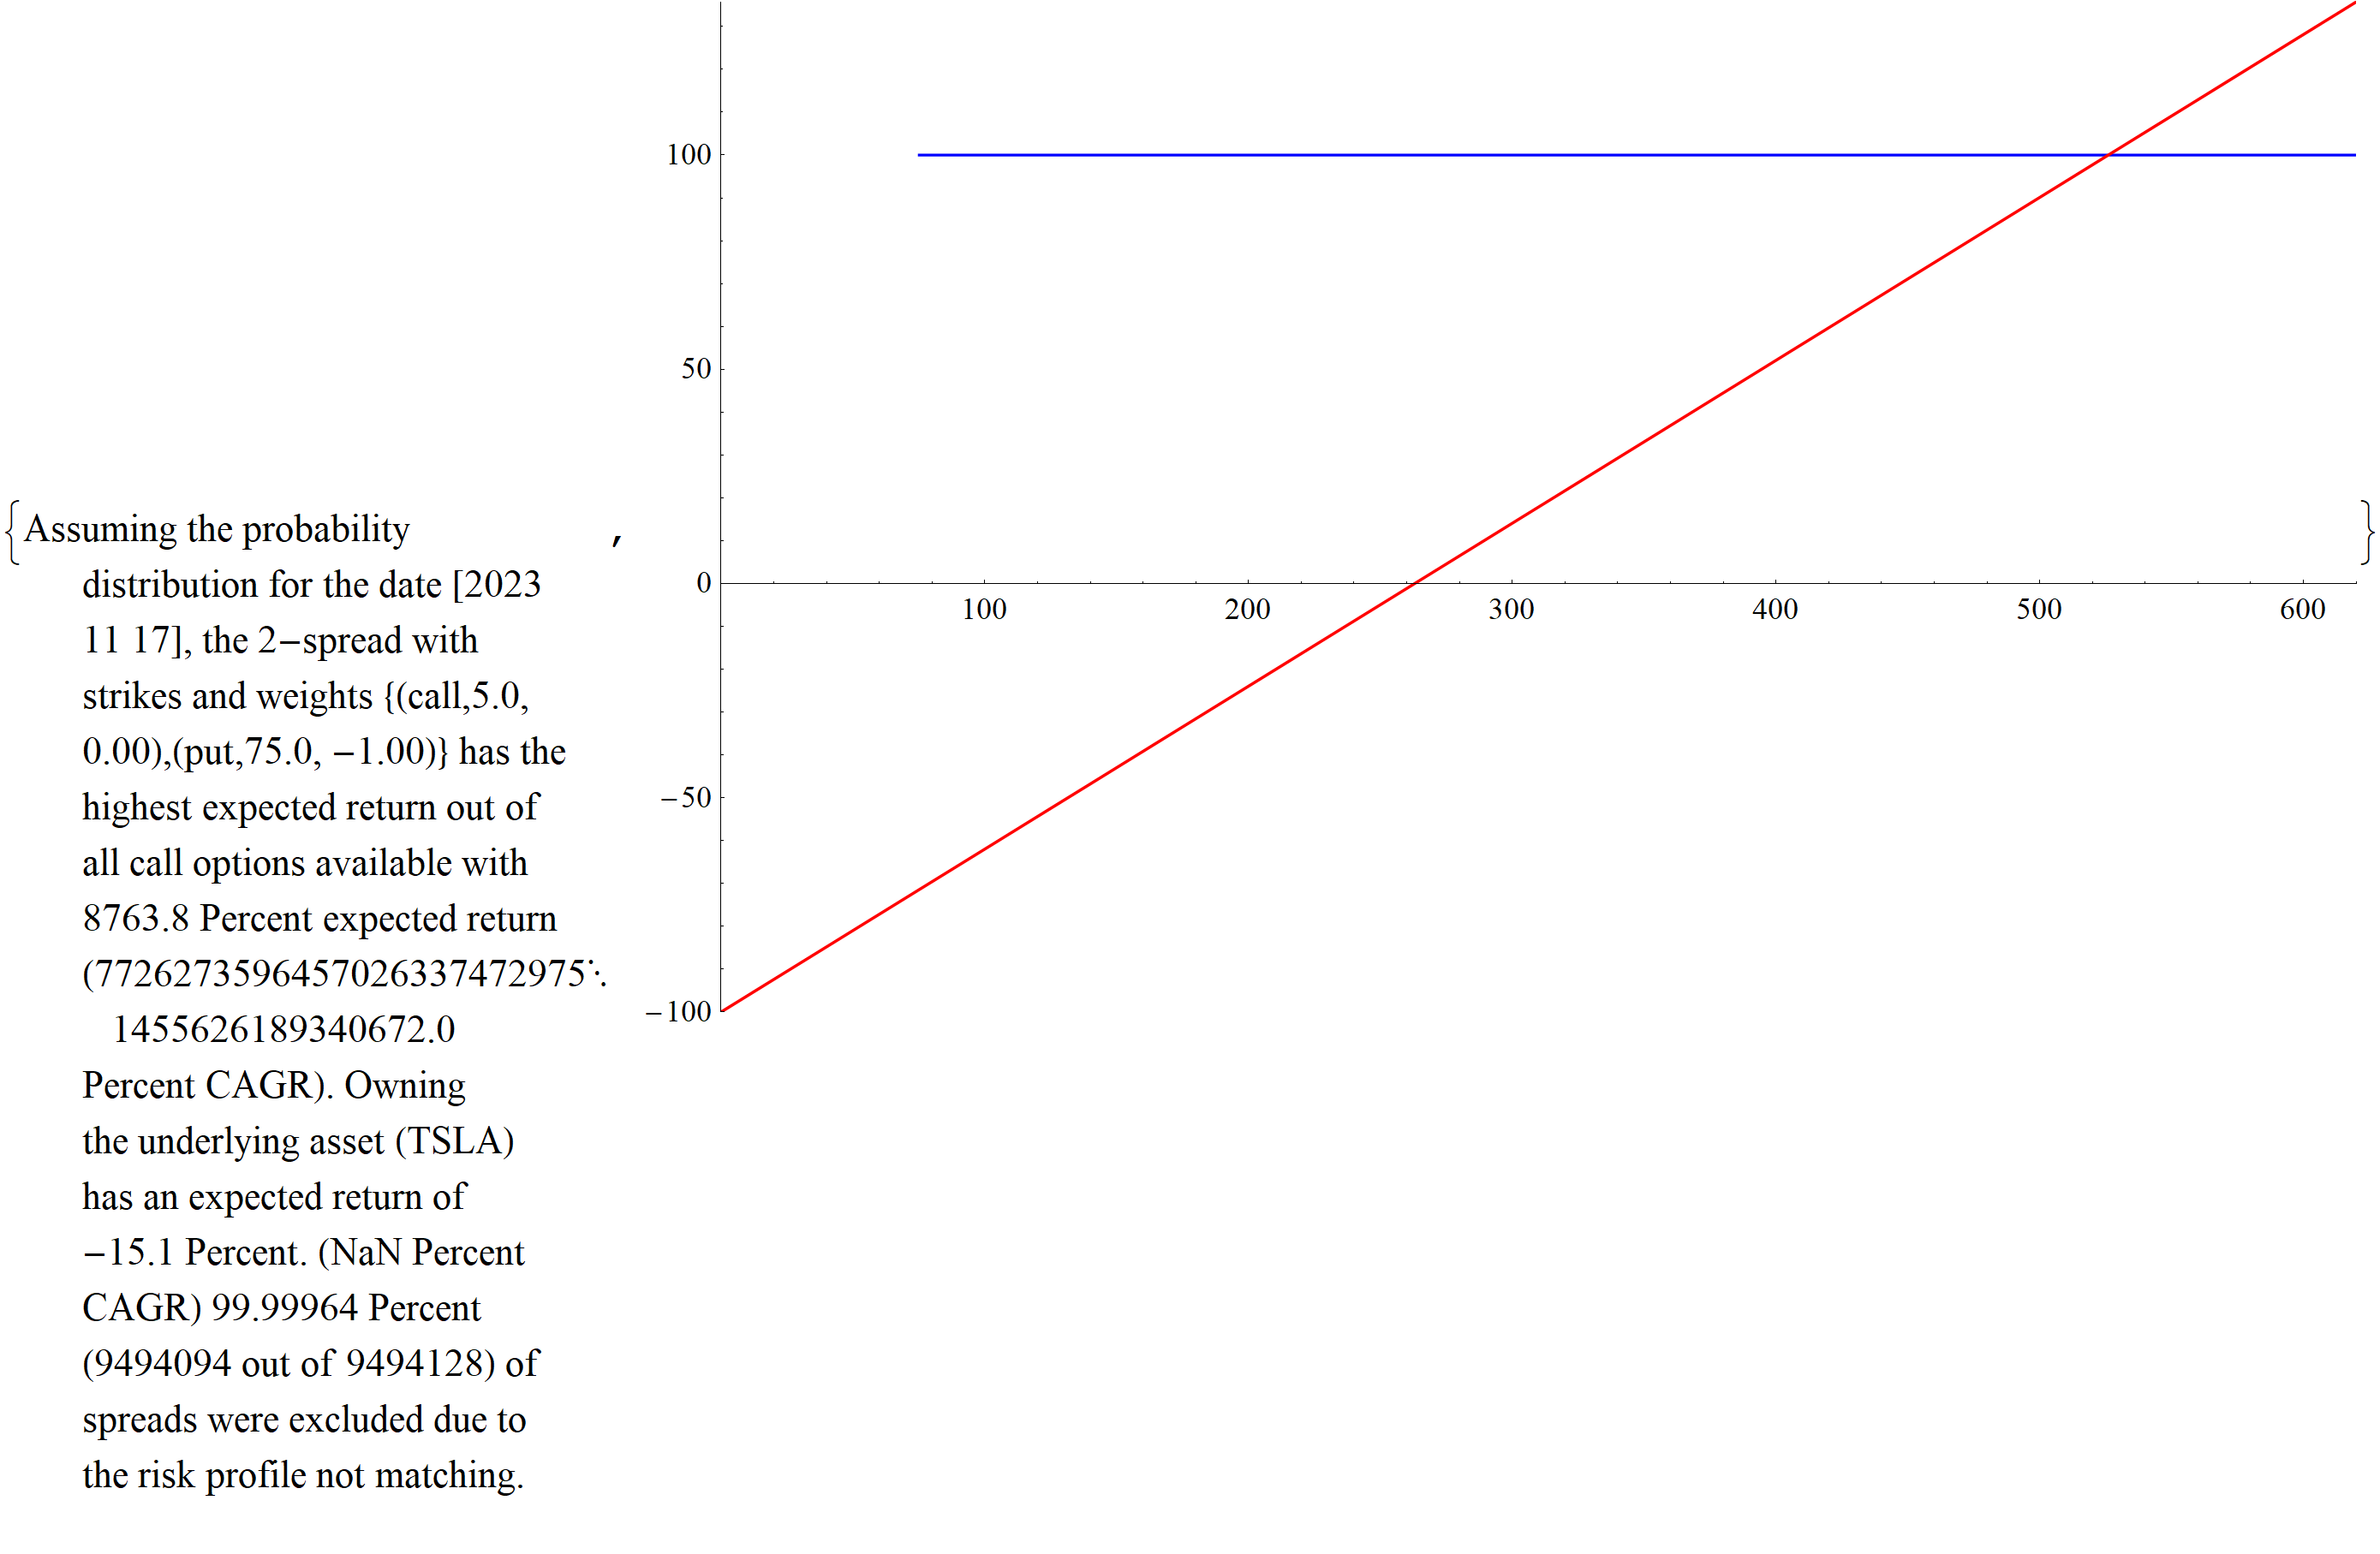 {Assuming the probability ,
distribution for the date [2023
11 17], the 2−spread with
strikes and weights {(call,5.0,
0.00),(put,75.0, −1.00)} has the
highest expected return out of
all call options available with
8763.8 Percent expected return
(7726273596457026337472975⋱
1455626189340672.0
Percent CAGR). Owning
the underlying asset (TSLA)
has an expected return of
−15.1 Percent. (NaN Percent
CAGR) 99.99964 Percent
(9494094 out of 9494128) of
spreads were excluded due to
the risk profile not matching.
100
50
0
−50
−100
100 200 300 400 500 600
}